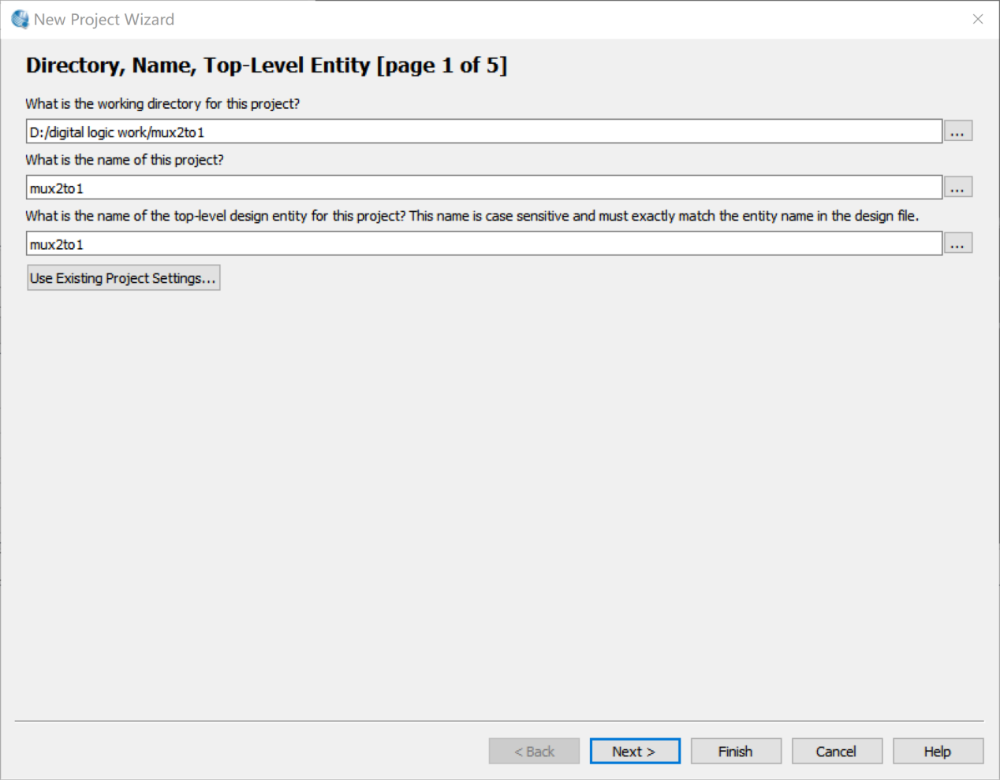 New Project Wizard
Directory, Name, Top-Level Entity [page 1 of 5]
What is the working directory for this project?
D:/digital logic work/mux2to1
...
What is the name of this project?
mux2to1
...
What is the name of the top-level design entity for this project? This name is case sensitive and must exactly match the entity name in the design file.
mux2to1
...
Use Existing Project Settings...
< Back Next > Finish Cancel Help